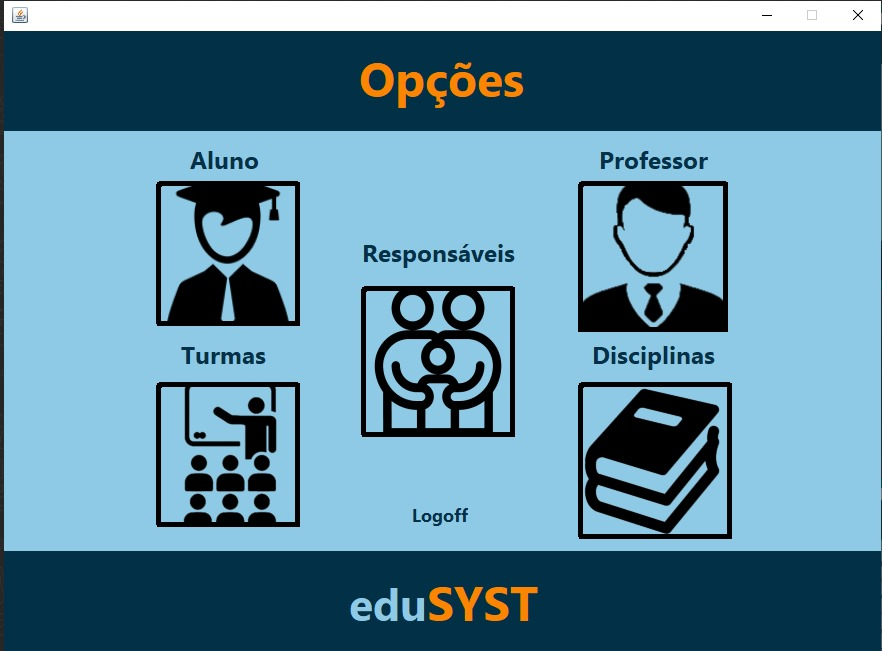 Opções
Aluno
Professor
Responsáveis
Turmas
Disciplinas
Logoff
eduSYST